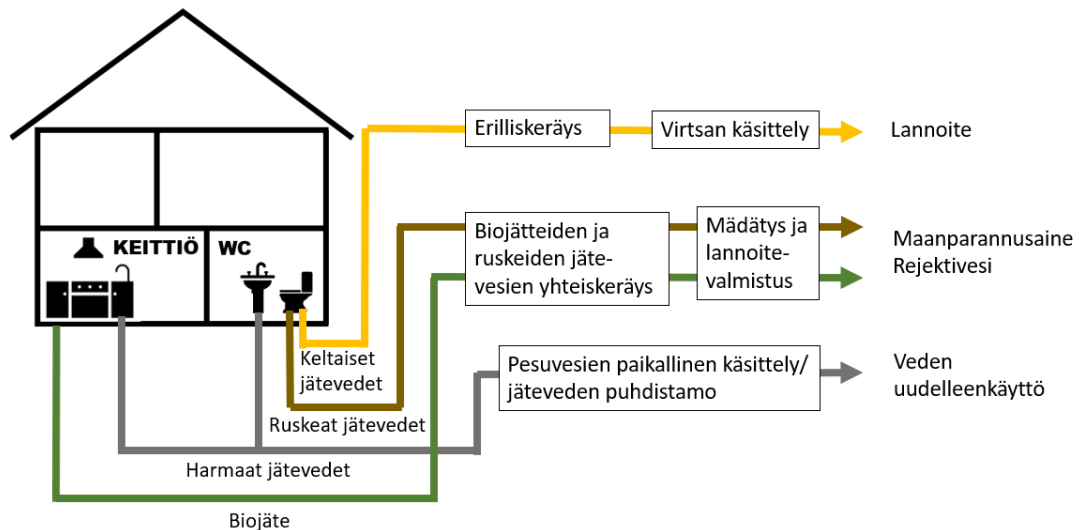 Erilliskeräys
Virtsan käsittely
Lannoite
KEITTIÖ
WC
Biojätteiden ja
ruskeiden jäte-
vesien yhteiskeräys
Mädätys ja
lannoite-
valmistus
Maanparannusaine
Rejektivesi
Keltaiset
jätevedet
Pesuvesien paikallinen käsittely/
jäteveden puhdistamo
Veden
uudelleenkäyttö
Ruskeat jätevedet
Harmaat jätevedet
Biojäte